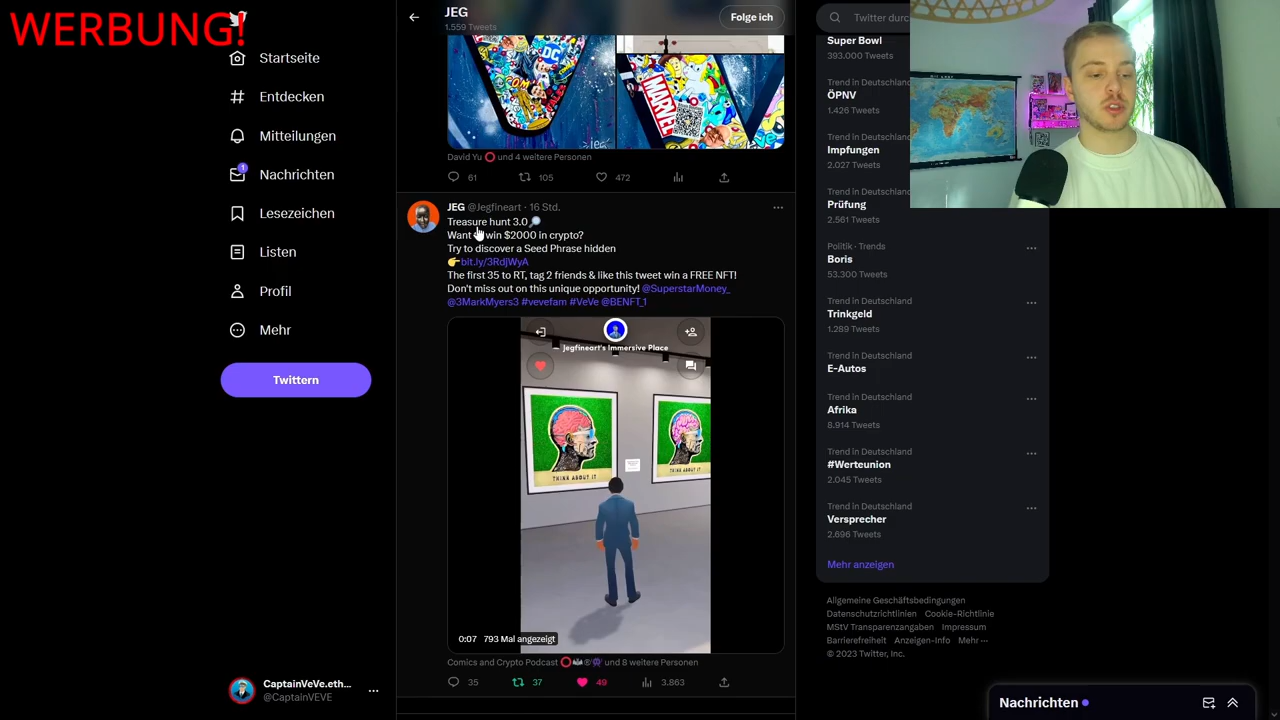 WERBUNG!
Startseite
Entdecken
Mitteilungen
1
Nachrichten
Lesezeichen
Listen
Profil
Mehr
Twittern
CaptainVeVe.eth...
@CaptainVEVE
JEG
1.559 Tweets
Folge ich
DC
MARVEL
David Yu ⭕ und 4 weitere Personen
61
105
472
JEG @Jegfineart · 16 Std.
Treasure hunt 3.0🔎
Want win $2000 in crypto?
Try to discover a Seed Phrase hidden
👉bit.ly/3RdjWyA
The first 35 to RT, tag 2 friends & like this tweet win a FREE NFT!
Don't miss out on this unique opportunity! @SuperstarMoney_
@3MarkMyers3 #vevefam #VeVe @BENFT_1
Jegfineart's Immersive Place
THINK ABOUT IT
THINK ABOUT IT
0:07 793 Mal angezeigt
Comics and Crypto Podcast ⭕ und 8 weitere Personen
35
37
49
3.863
Twitter durc
Super Bowl
393.000 Tweets
Trend in Deutschland
ÖPNV
1.426 Tweets
Trend in Deutschland
Impfungen
2.027 Tweets
Trend in Deutschland
Prüfung
2.561 Tweets
Politik · Trends
Boris
53.300 Tweets
Trend in Deutschland
Trinkgeld
1.289 Tweets
Trend in Deutschland
E-Autos
Trend in Deutschland
Afrika
8.914 Tweets
Trend in Deutschland
#Werteunion
2.045 Tweets
Trend in Deutschland
Versprecher
2.696 Tweets
Mehr anzeigen
Allgemeine Geschäftsbedingungen
Datenschutzrichtlinien Cookie-Richtlinie
MStV Transparenzangaben Impressum
Barrierefreiheit Anzeigen-Info Mehr ···
© 2023 Twitter, Inc.
Nachrichten